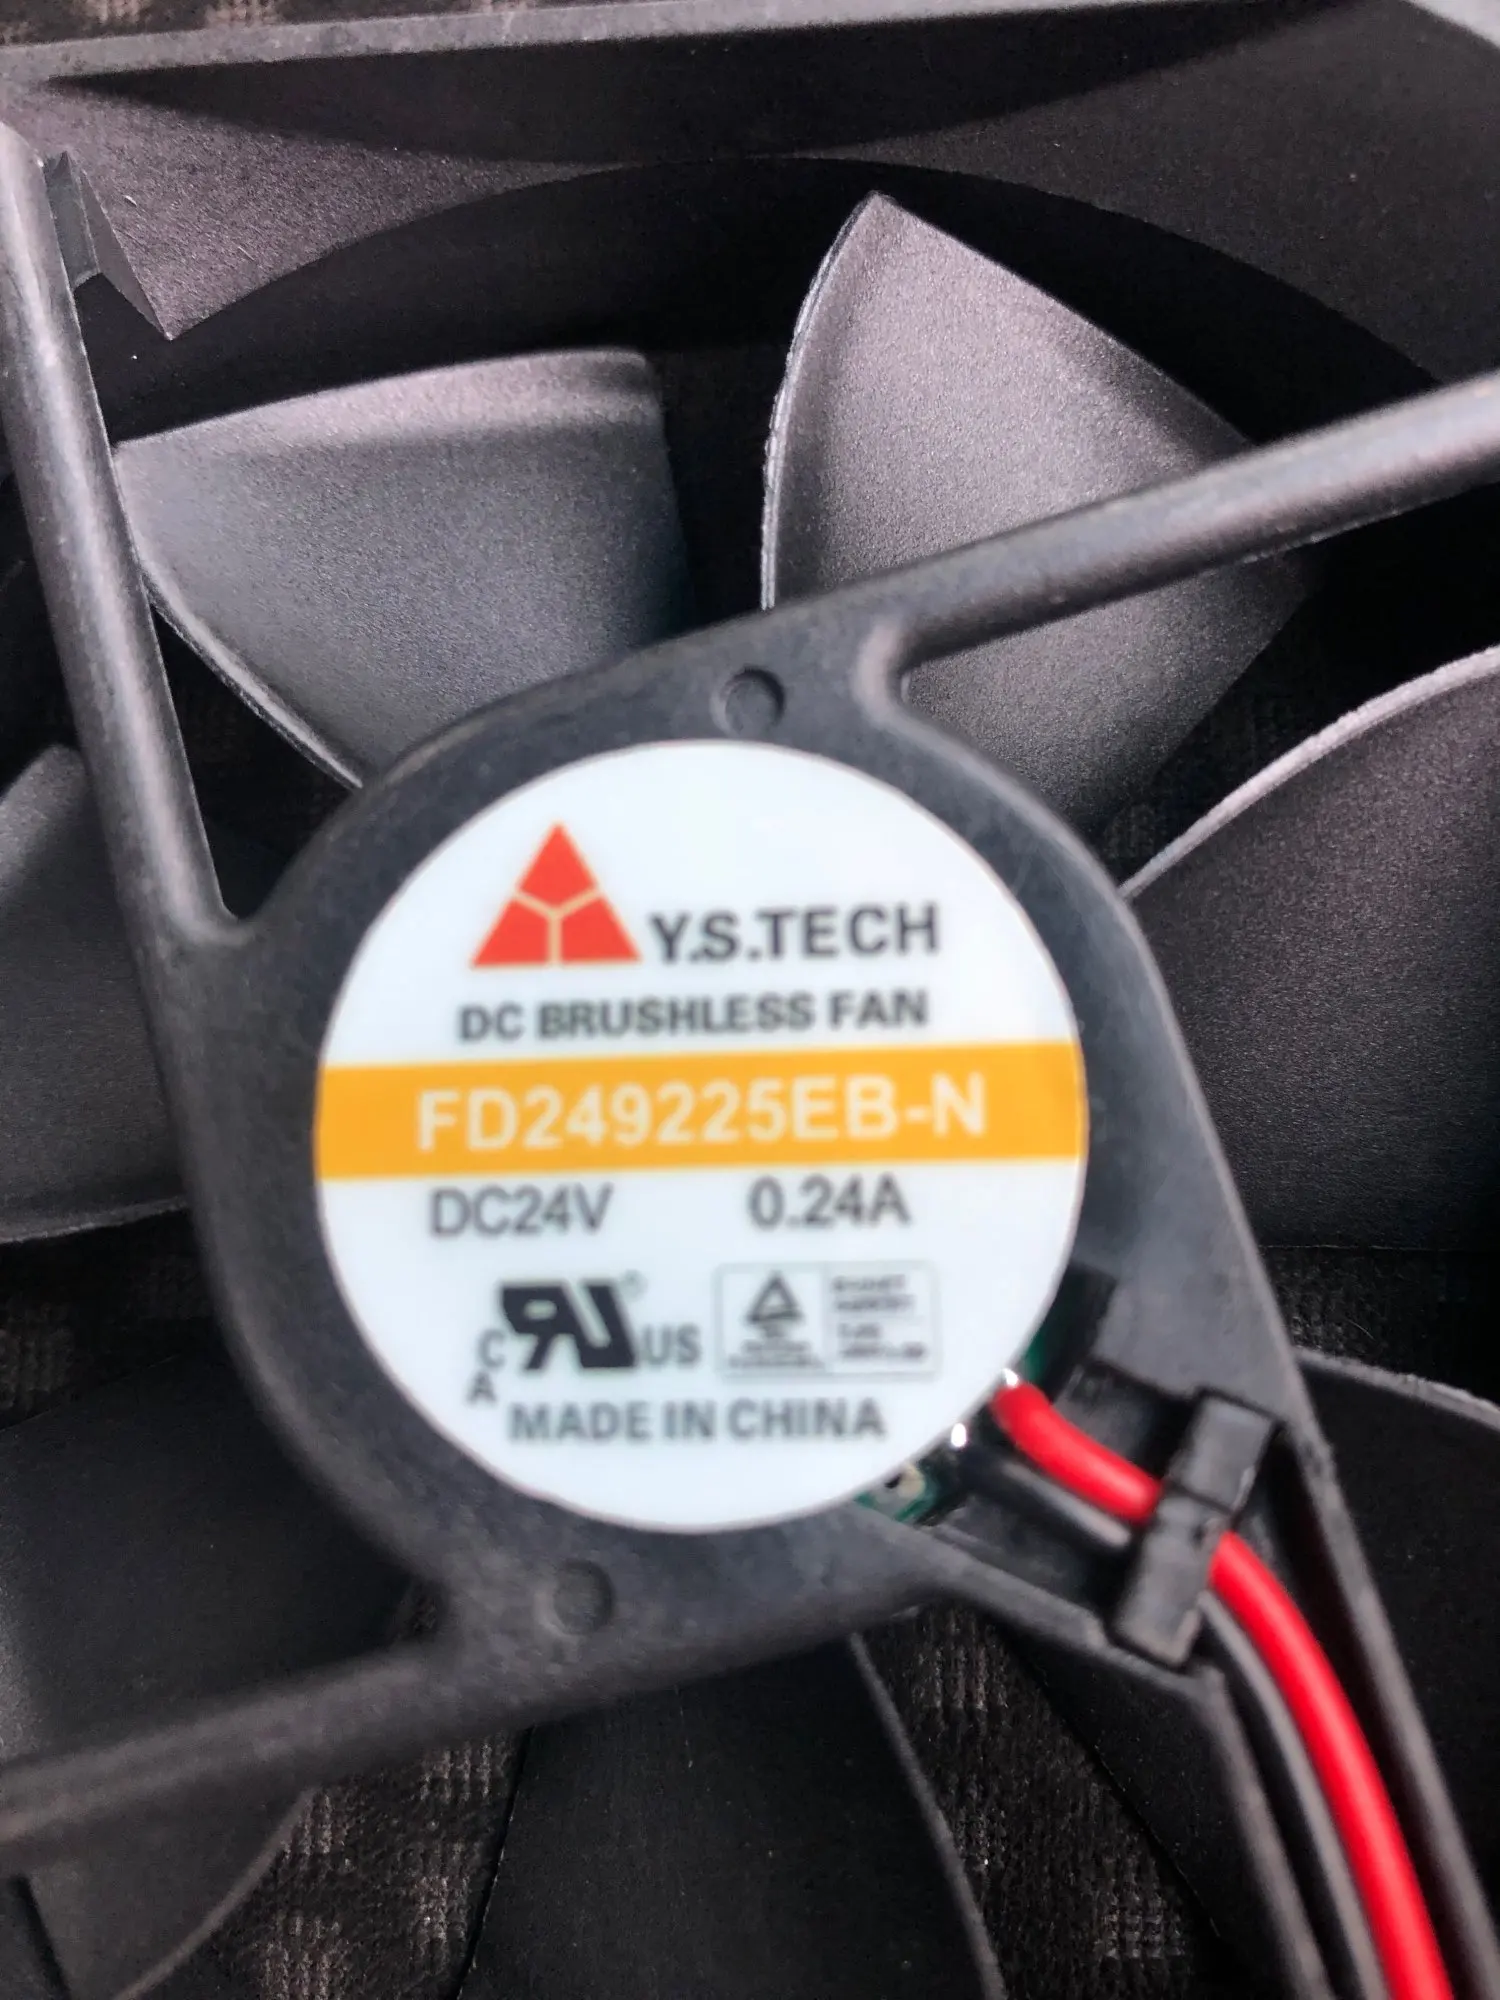 Y.S.TECH
DC BRUSHLESS FAN
FD249225EB-N
DC24V 0.24A
C US
A
MADE IN CHINA